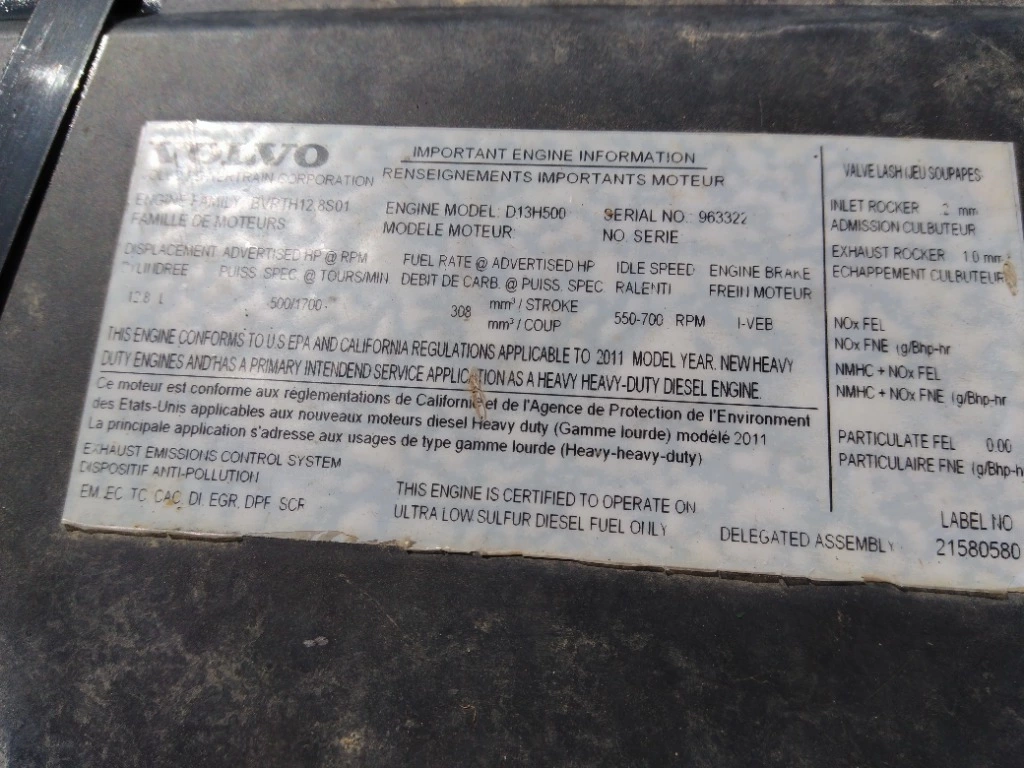 VOLVO
IMPORTANT ENGINE INFORMATION
POWERTRAIN CORPORATION RENSEIGNEMENTS IMPORTANTS MOTEUR
ENGINE FAMILY BVPTH12.8S01 ENGINE MODEL: D13H500 SERIAL NO: 963322
FAMILLE DE MOTEURS MODELE MOTEUR: NO. SERIE
DISPLACEMENT ADVERTISED HP @ RPM FUEL RATE @ ADVERTISED HP IDLE SPEED ENGINE BRAKE
CYLINDREE PUISS. SPEC. @ TOURS/MIN DEBIT DE CARB. @ PUISS. SPEC RALENTI FREIN MOTEUR
12.8 L 500/1700 308 mm³ / STROKE 550-700 RPM I-VEB
mm³ / COUP
THIS ENGINE CONFORMS TO U.S EPA AND CALIFORNIA REGULATIONS APPLICABLE TO 2011 MODEL YEAR. NEW HEAVY
DUTY ENGINES AND HAS A PRIMARY INTENDEND SERVICE APPLICATION AS A HEAVY HEAVY-DUTY DIESEL ENGINE.
Ce moteur est conforme aux réglementations de Californie et de l'Agence de Protection de l'Environment
des Etats-Unis applicables aux nouveaux moteurs diesel Heavy duty (Gamme lourde) modélé 2011
La principale application s'adresse aux usages de type gamme lourde (Heavy-heavy-duty)
EXHAUST EMISSIONS CONTROL SYSTEM
DISPOSITIF ANTI-POLLUTION
EM, EC, TC, CAC, DI, EGR, DPF, SCR
THIS ENGINE IS CERTIFIED TO OPERATE ON
ULTRA LOW SULFUR DIESEL FUEL ONLY
DELEGATED ASSEMBLY
VALVE LASH/JEU SOUPAPES
INLET ROCKER .2 mm
ADMISSION CULBUTEUR
EXHAUST ROCKER 1.0 mm
ECHAPPEMENT CULBUTEUR
NOx FEL
NOx FNE (g/Bhp-hr
NMHC + NOx FEL
NMHC + NOx FNE (g/Bhp-hr
PARTICULATE FEL 0.00
PARTICULAIRE FNE (g/Bhp-h
LABEL NO
21580580